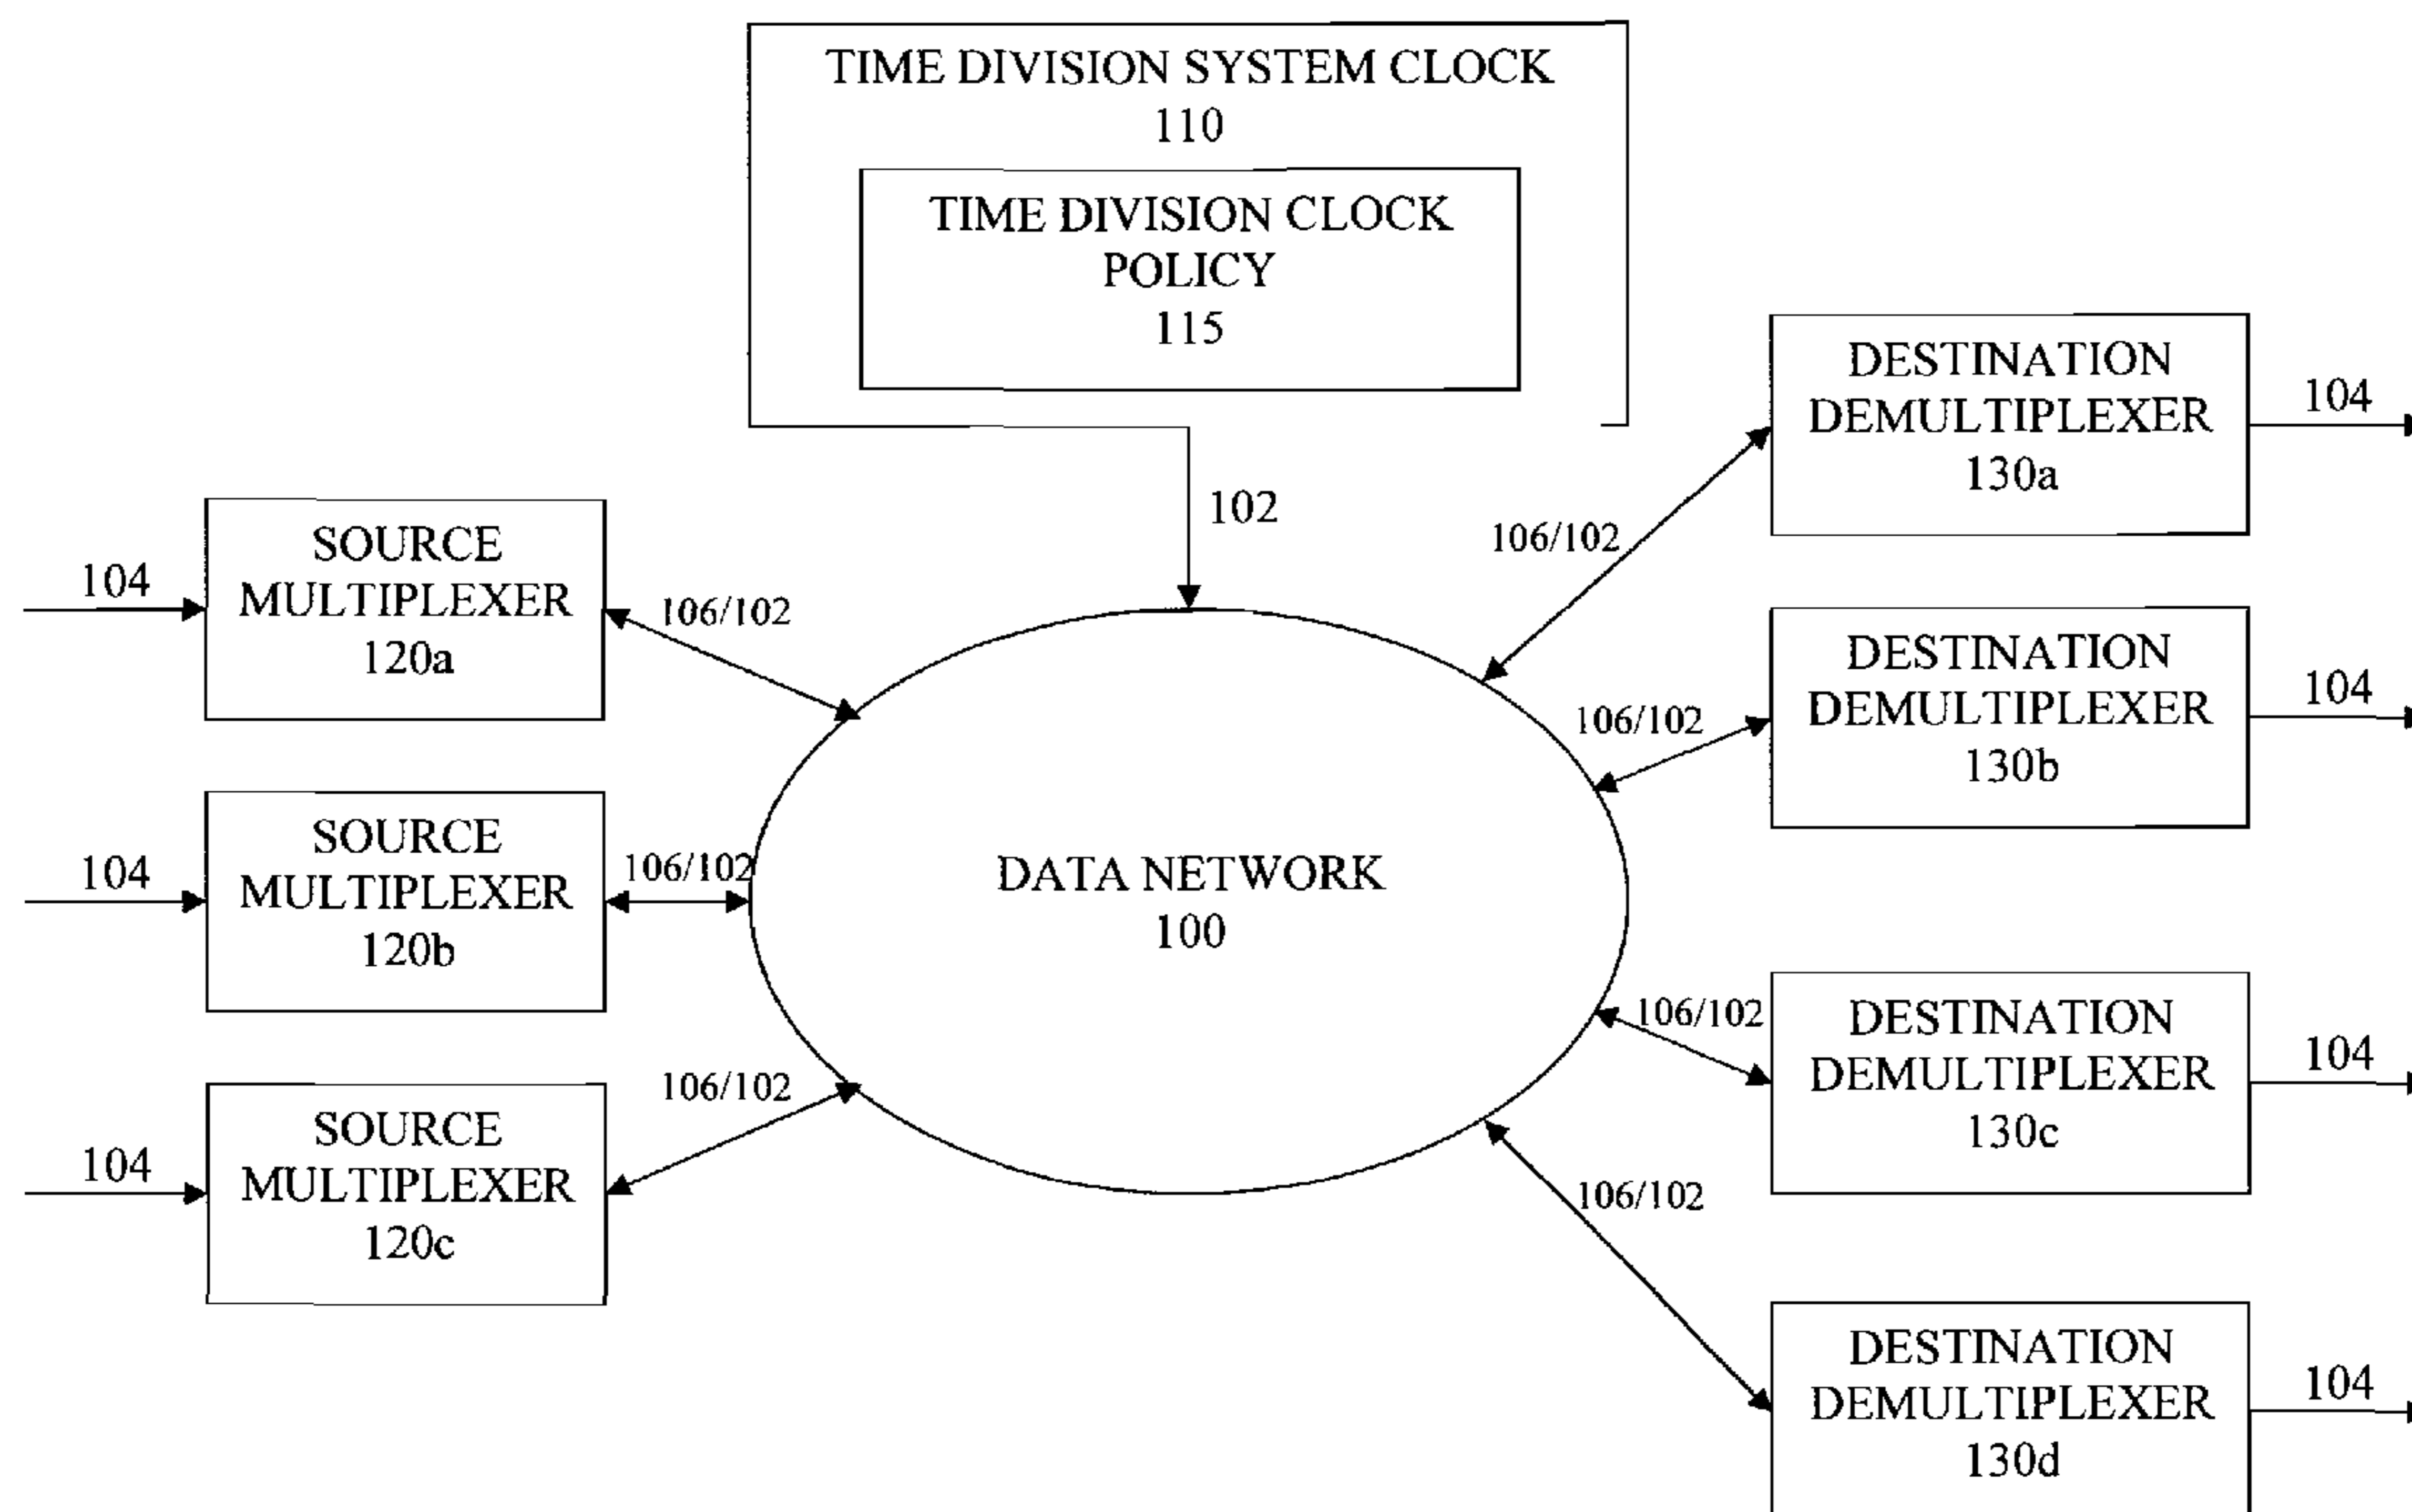 TIME DIVISION SYSTEM CLOCK
110
TIME DIVISION CLOCK
POLICY
115
102
104
SOURCE
MULTIPLEXER
120a
106/102
104
SOURCE
MULTIPLEXER
120b
106/102
104
SOURCE
MULTIPLEXER
120c
106/102
DATA NETWORK
100
106/102
DESTINATION
DEMULTIPLEXER
130a
104
106/102
DESTINATION
DEMULTIPLEXER
130b
104
106/102
DESTINATION
DEMULTIPLEXER
130c
104
106/102
DESTINATION
DEMULTIPLEXER
130d
104